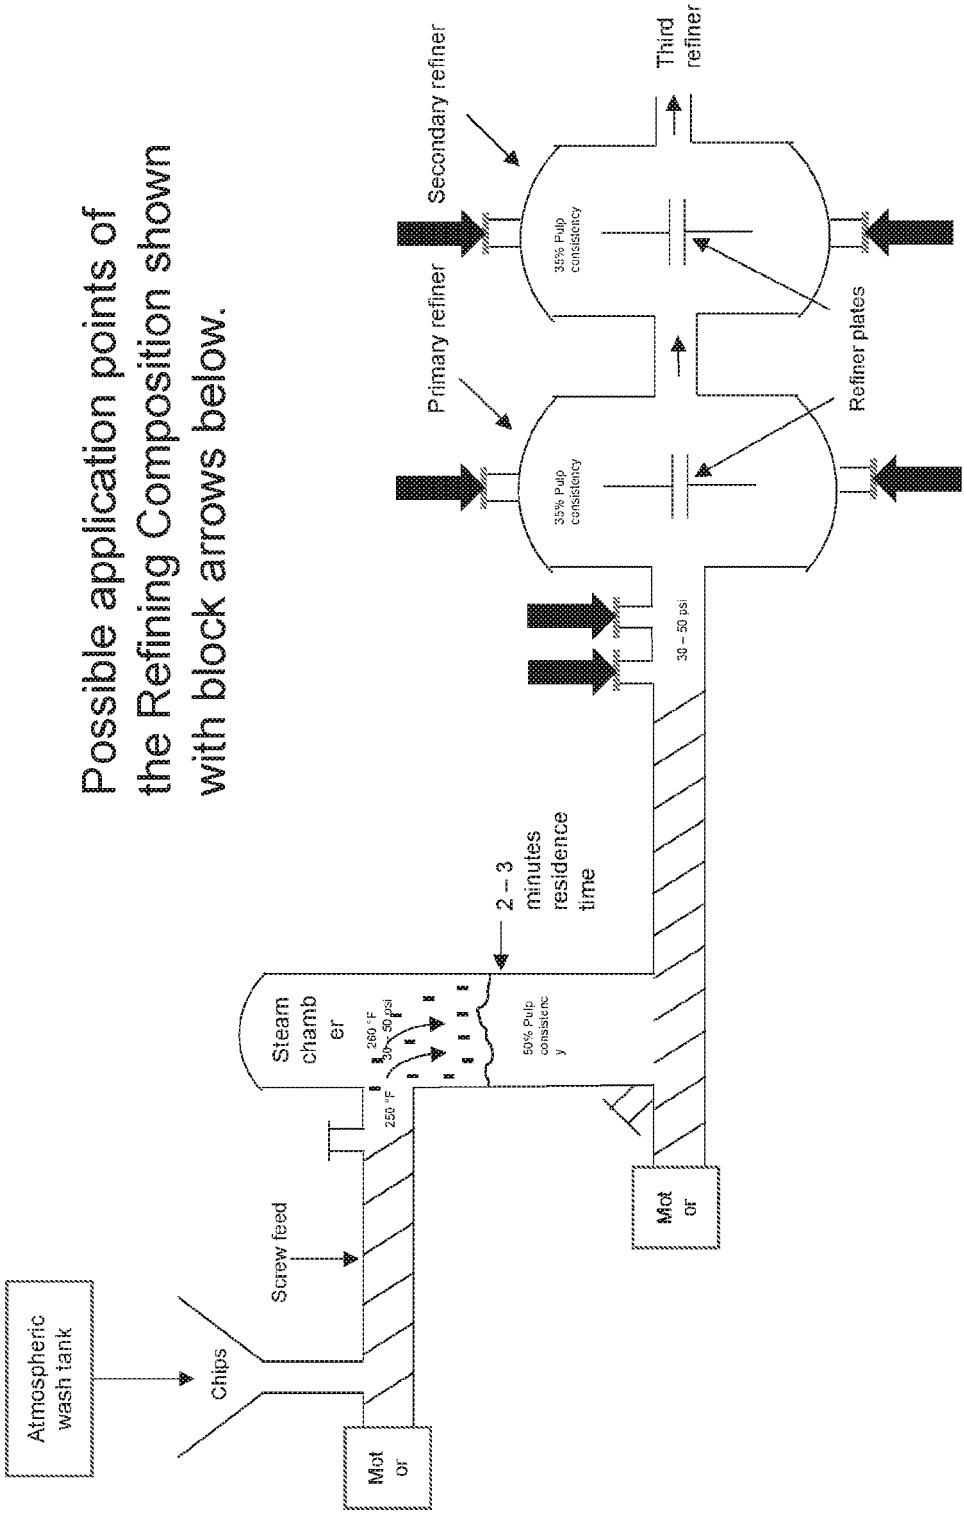 Possible application points of
the Refining Composition shown
with block arrows below.
Atmospheric
wash tank
Chips
Screw feed
Mot
or
Steam
chamb
er
250 °F
260 °F
30 – 50 psi
2 – 3
minutes
residence
time
50% Pulp
consistenc
y
Mot
or
30 – 50 psi
Primary refiner
35% Pulp
consistency
Secondary refiner
35% Pulp
consistency
Refiner plates
Third
refiner